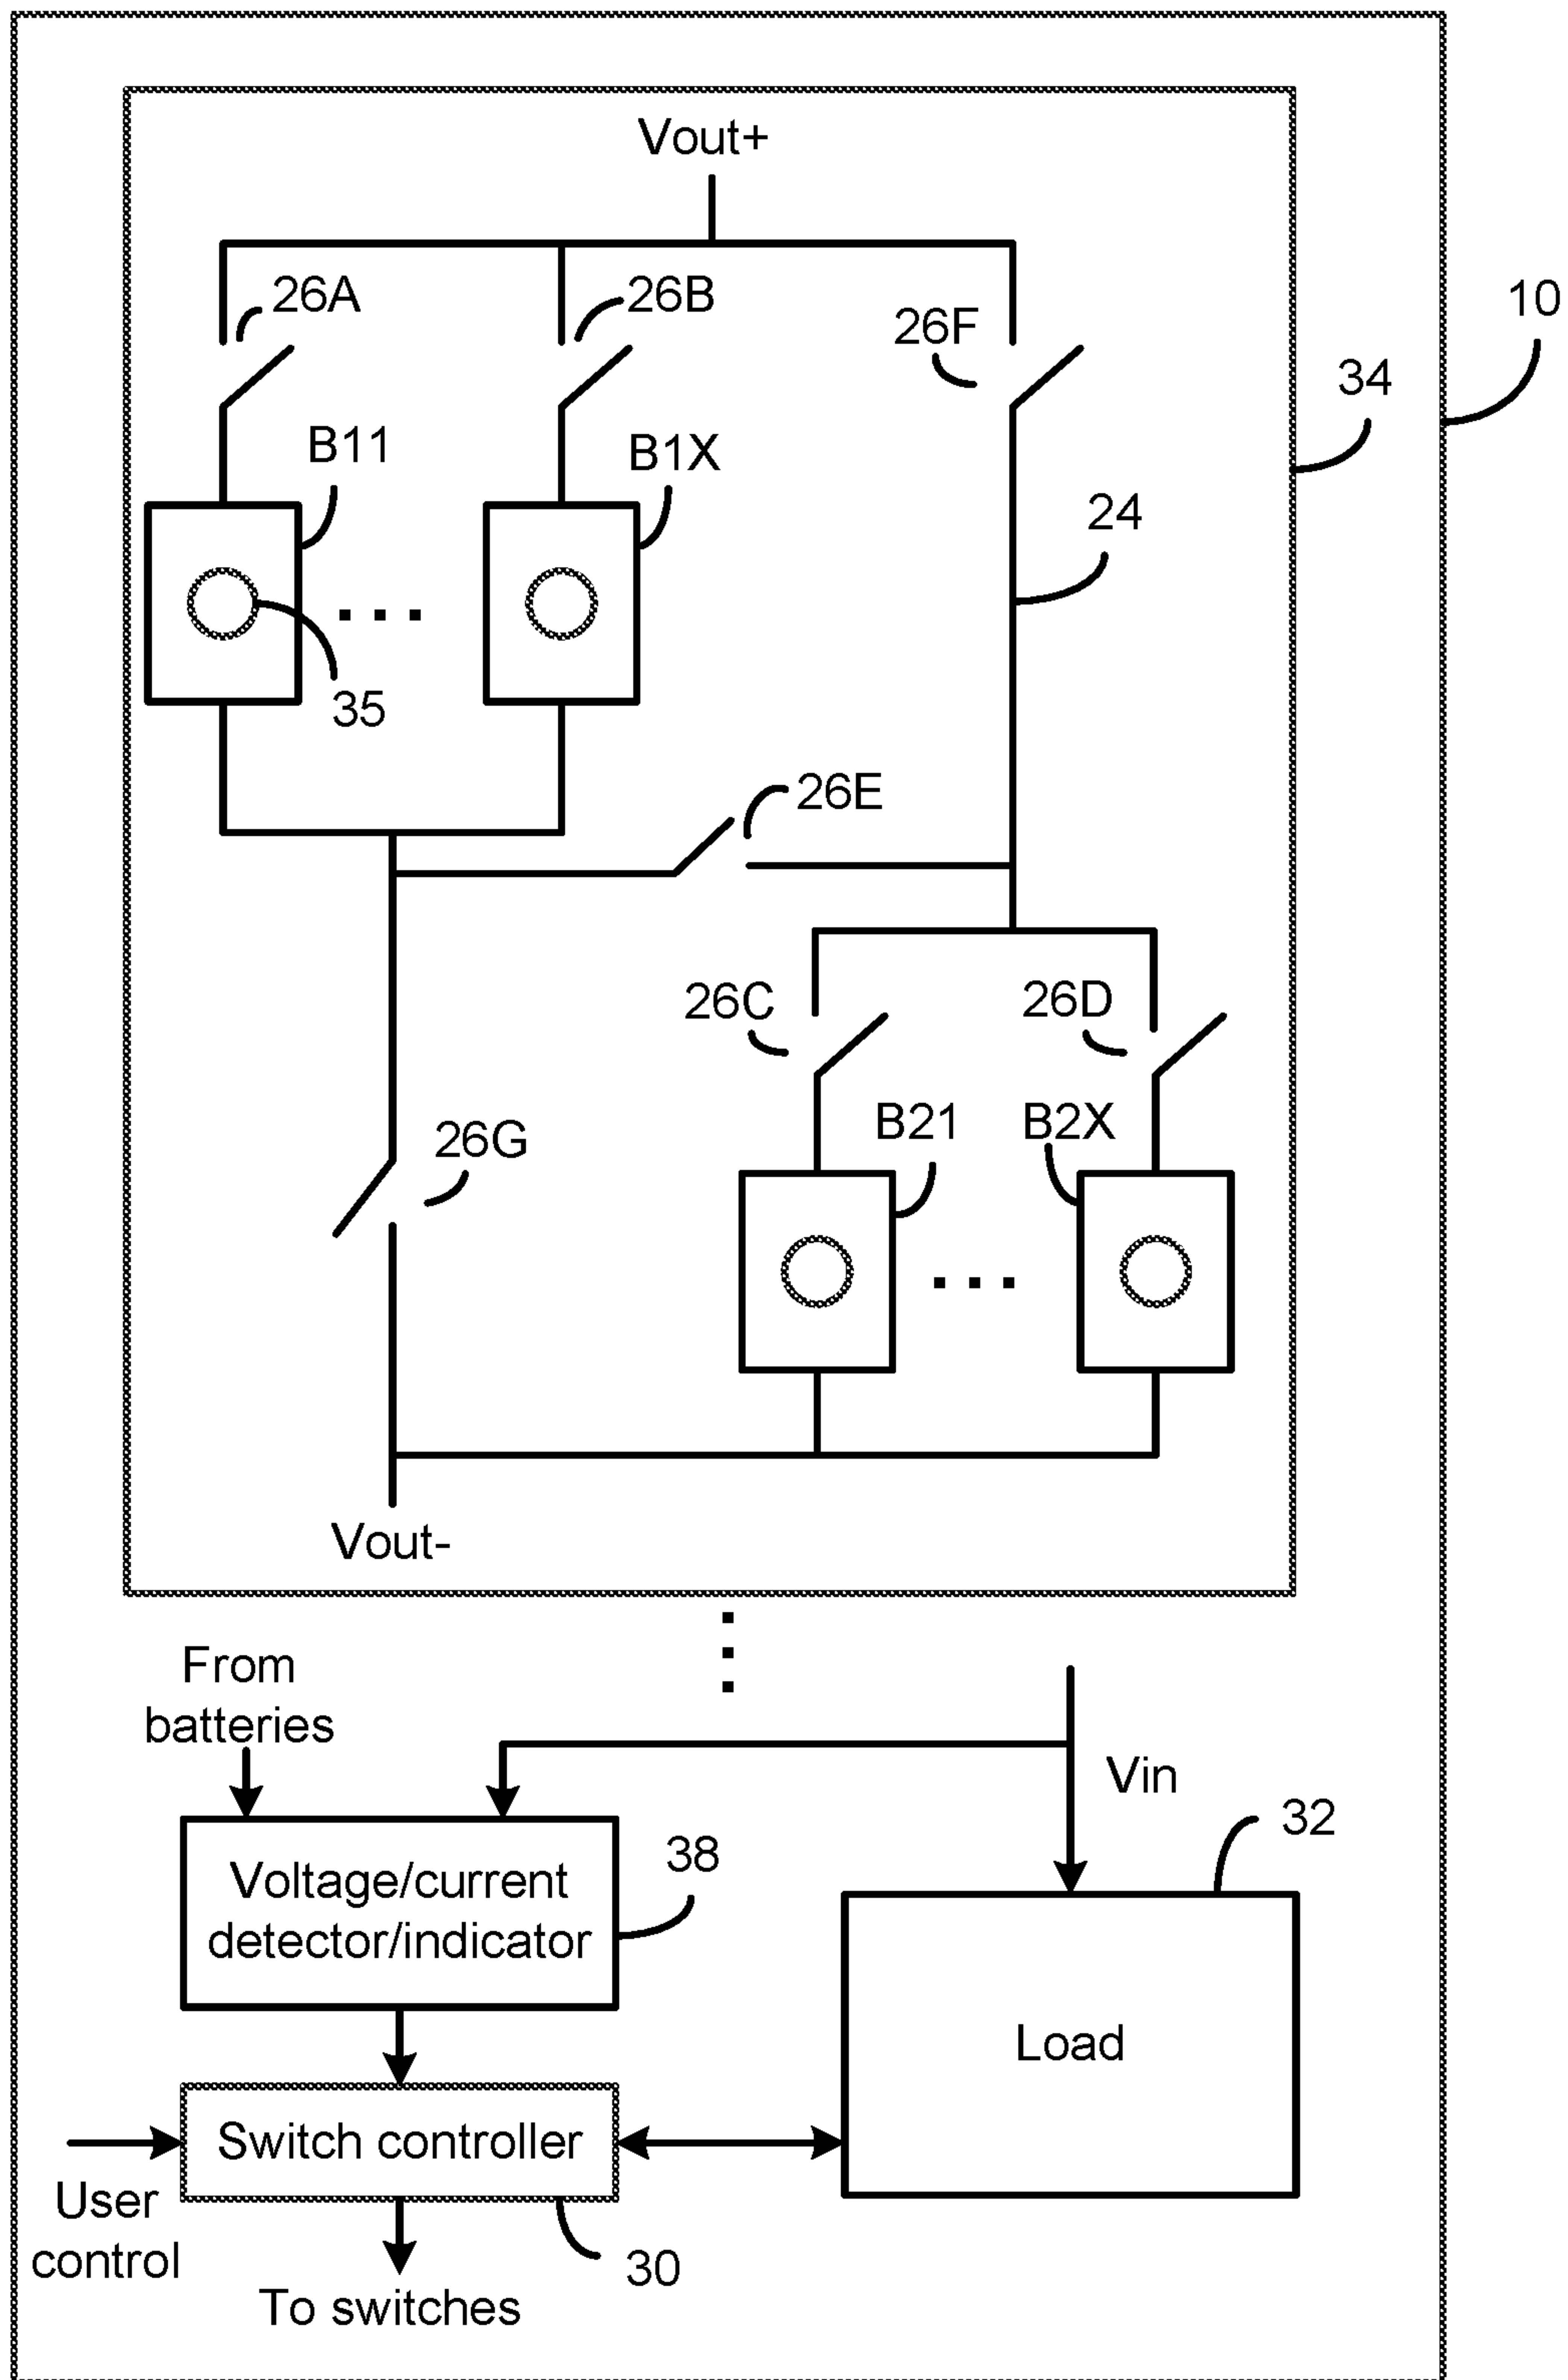 Vout+
26A
26B
26F
10
34
B11
B1X
24
35
26E
26C
26D
26G
B21
B2X
Vout-
From
batteries
Vin
32
Voltage/current
detector/indicator
38
Load
Switch controller
User
control
30
To switches